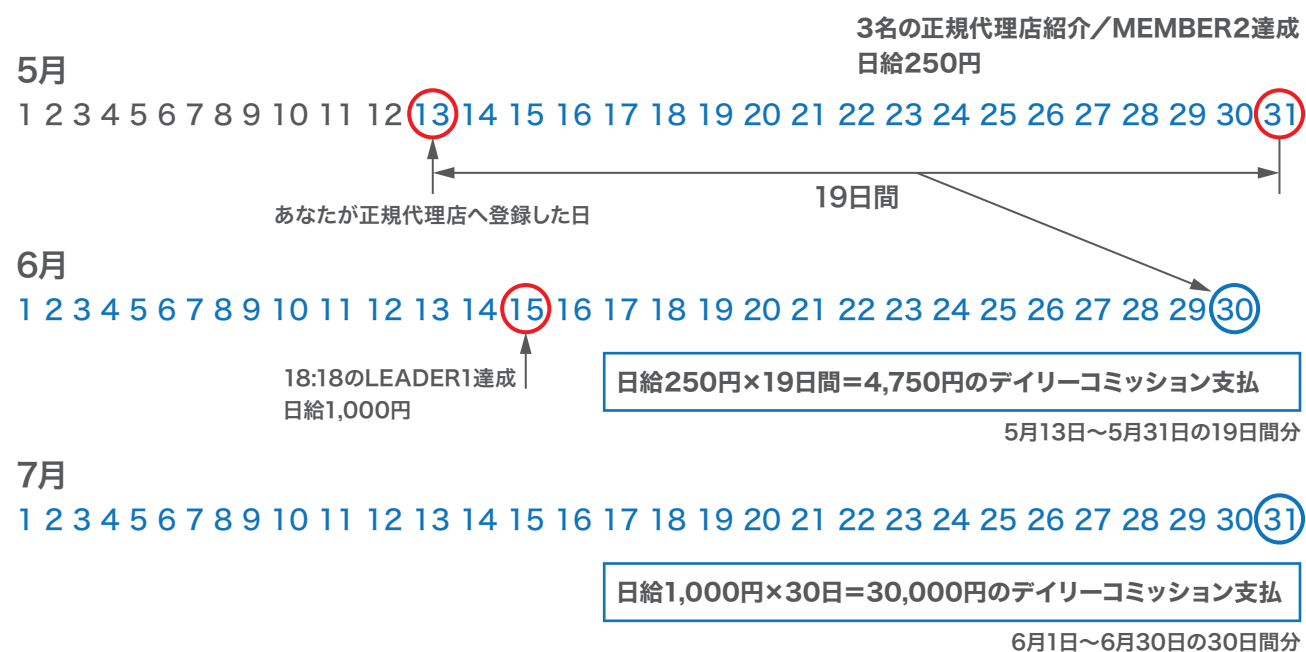 3名の正規代理店紹介／MEMBER2達成
日給250円
5月
1 2 3 4 5 6 7 8 9 10 11 12 13 14 15 16 17 18 19 20 21 22 23 24 25 26 27 28 29 30 31
19日間
あなたが正規代理店へ登録した日
6月
1 2 3 4 5 6 7 8 9 10 11 12 13 14 15 16 17 18 19 20 21 22 23 24 25 26 27 28 29 30
18:18のLEADER1達成
日給1,000円
日給250円×19日間＝4,750円のデイリーコミッション支払
5月13日～5月31日の19日間分
7月
1 2 3 4 5 6 7 8 9 10 11 12 13 14 15 16 17 18 19 20 21 22 23 24 25 26 27 28 29 30 31
日給1,000円×30日＝30,000円のデイリーコミッション支払
6月1日～6月30日の30日間分